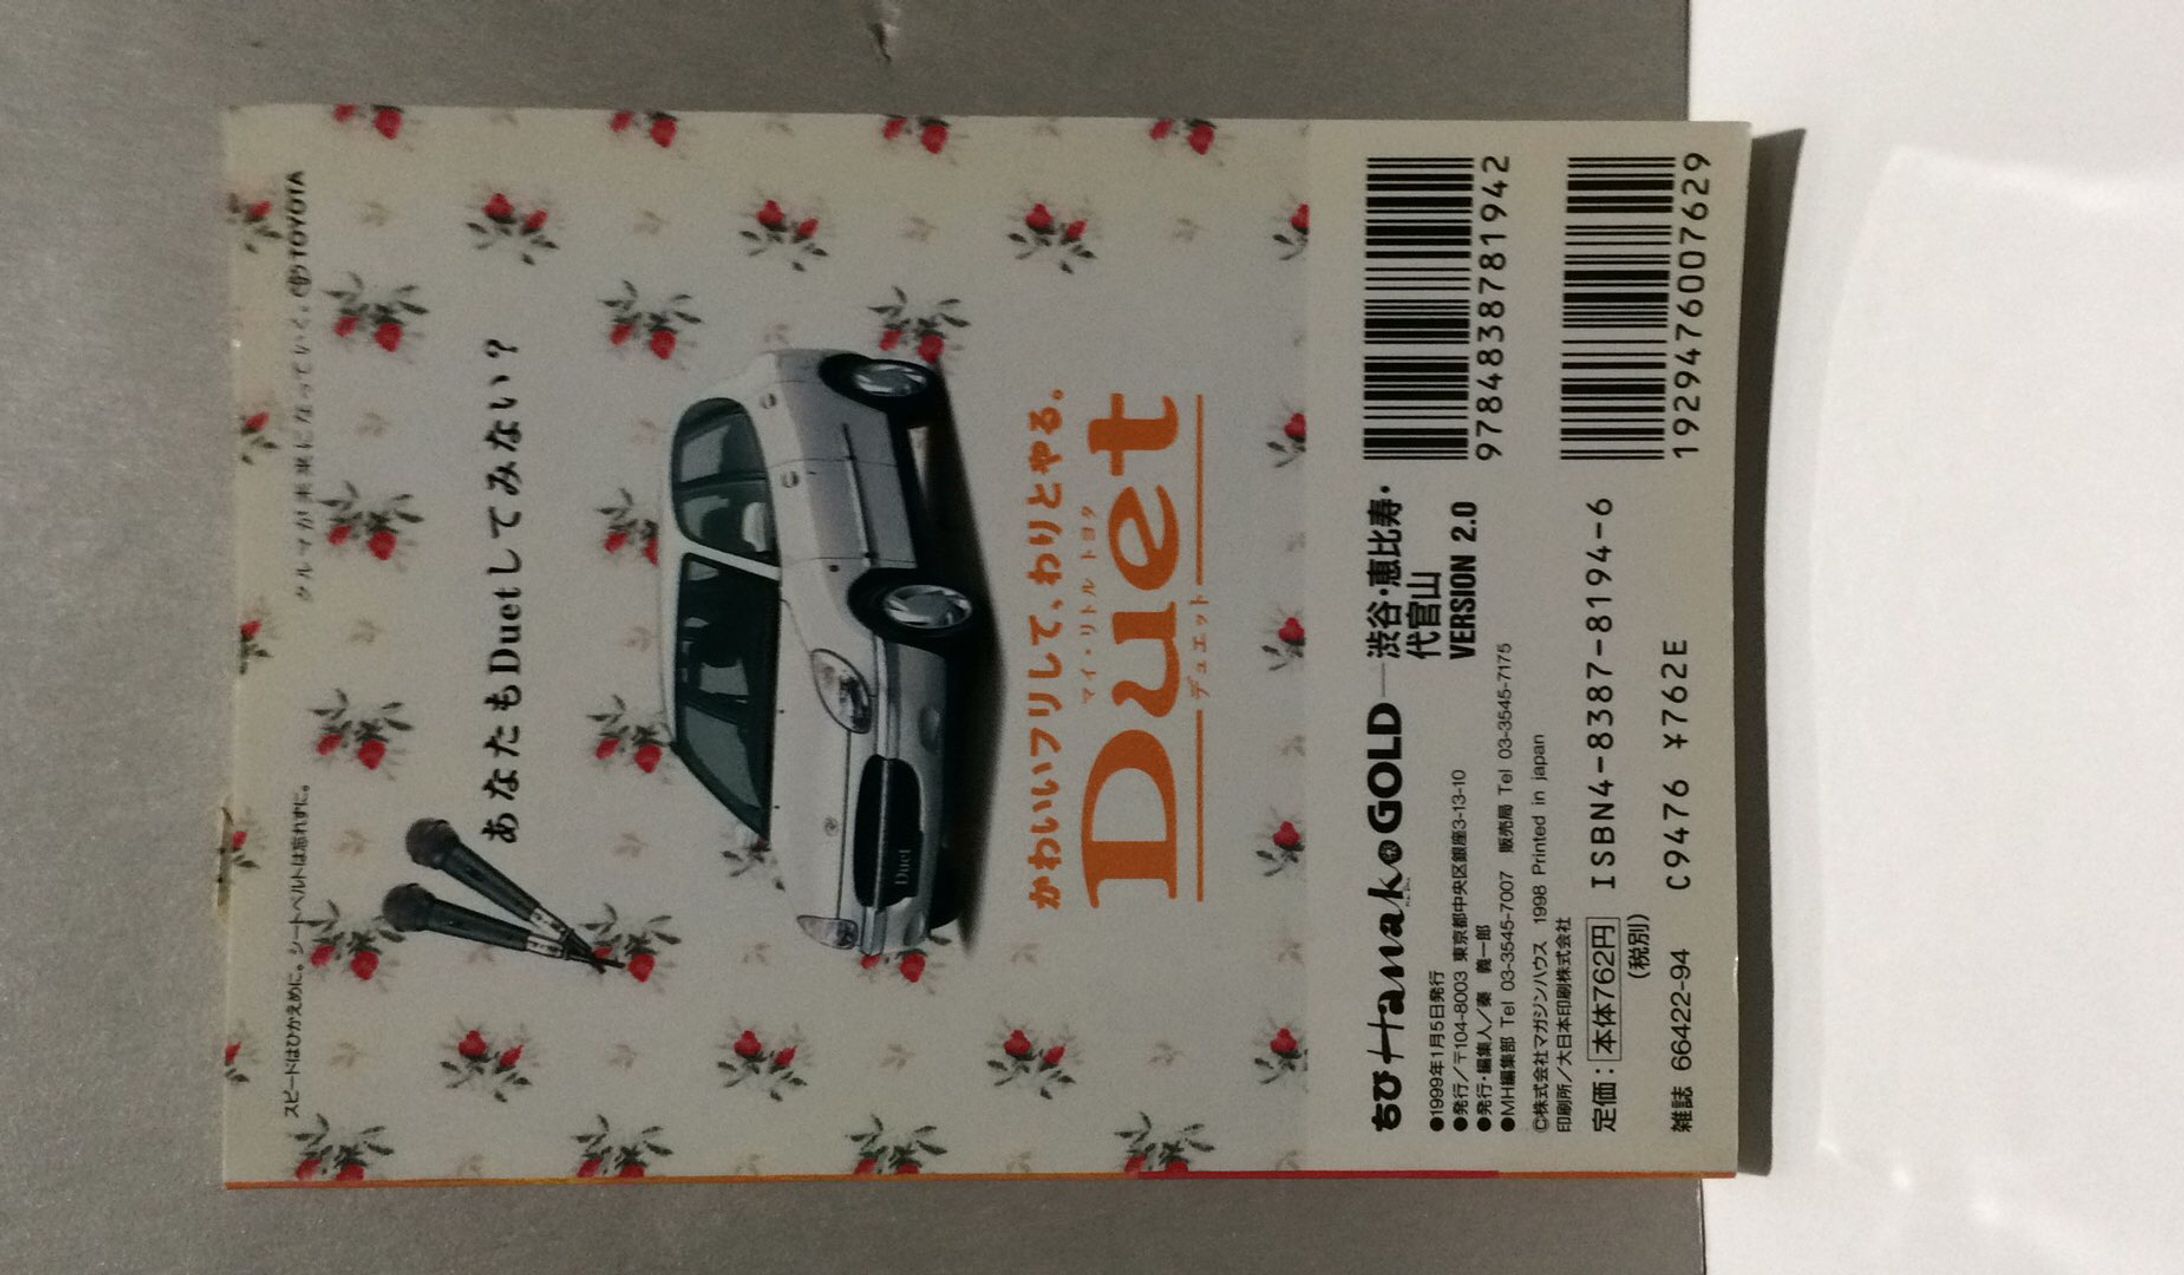 スピードはひかえめに。シートベルトは忘れずに。
クルマが未来になっていく。 TOYOTA
あなたもDuetしてみない?
Duet
かわいいフリして、わりとやる。
マイ・リトル トヨタ
Duet
デュエット
ちび Hanako GOLD—渋谷・恵比寿・
代官山
VERSION 2.0
●1999年1月5日発行
●発行/〒104-8003 東京都中央区銀座3-13-10
●発行・編集人/秦 義一郎
●MH編集部 Tel 03-3545-7007 販売局 Tel 03-3545-7175
©株式会社マガジンハウス 1998 Printed in japan
印刷所/大日本印刷株式会社
定価:本体762円
(税別)
雑誌 66422-94
ISBN4-8387-8194-6
C9476 ¥762E
9784838781942
1929476007629